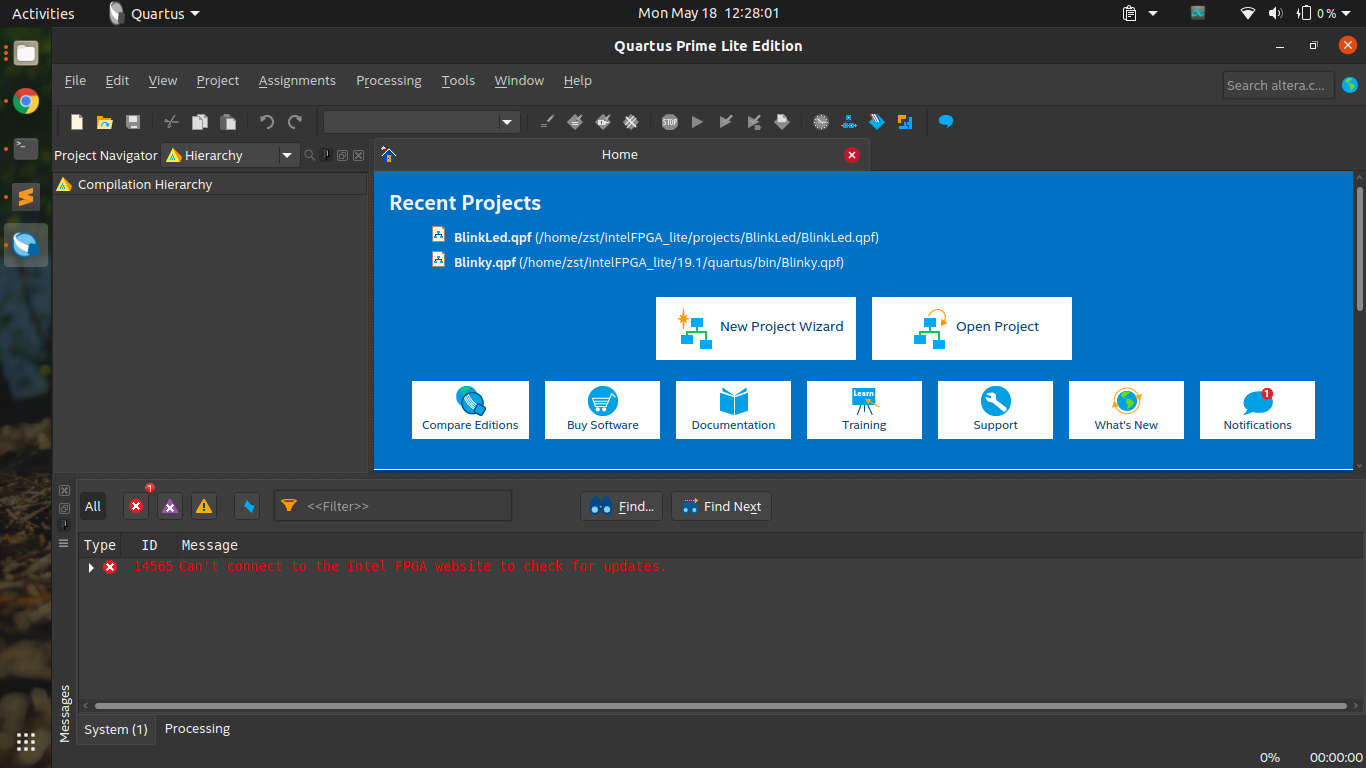 Activities Quartus Mon May 18 12:28:01 0 %
Quartus Prime Lite Edition
File Edit View Project Assignments Processing Tools Window Help Search altera.c...
STOP
Project Navigator Hierarchy Home
Compilation Hierarchy
Recent Projects
BlinkLed.qpf (/home/zst/intelFPGA_lite/projects/BlinkLed/BlinkLed.qpf)
Blinky.qpf (/home/zst/intelFPGA_lite/19.1/quartus/bin/Blinky.qpf)
New Project Wizard Open Project
Learn 1
Compare Editions Buy Software Documentation Training Support What's New Notifications
1
All <<Filter>> Find... Find Next
Type ID Message
14565 Can't connect to the Intel FPGA website to check for updates.
Messages
System (1) Processing
0% 00:00:00